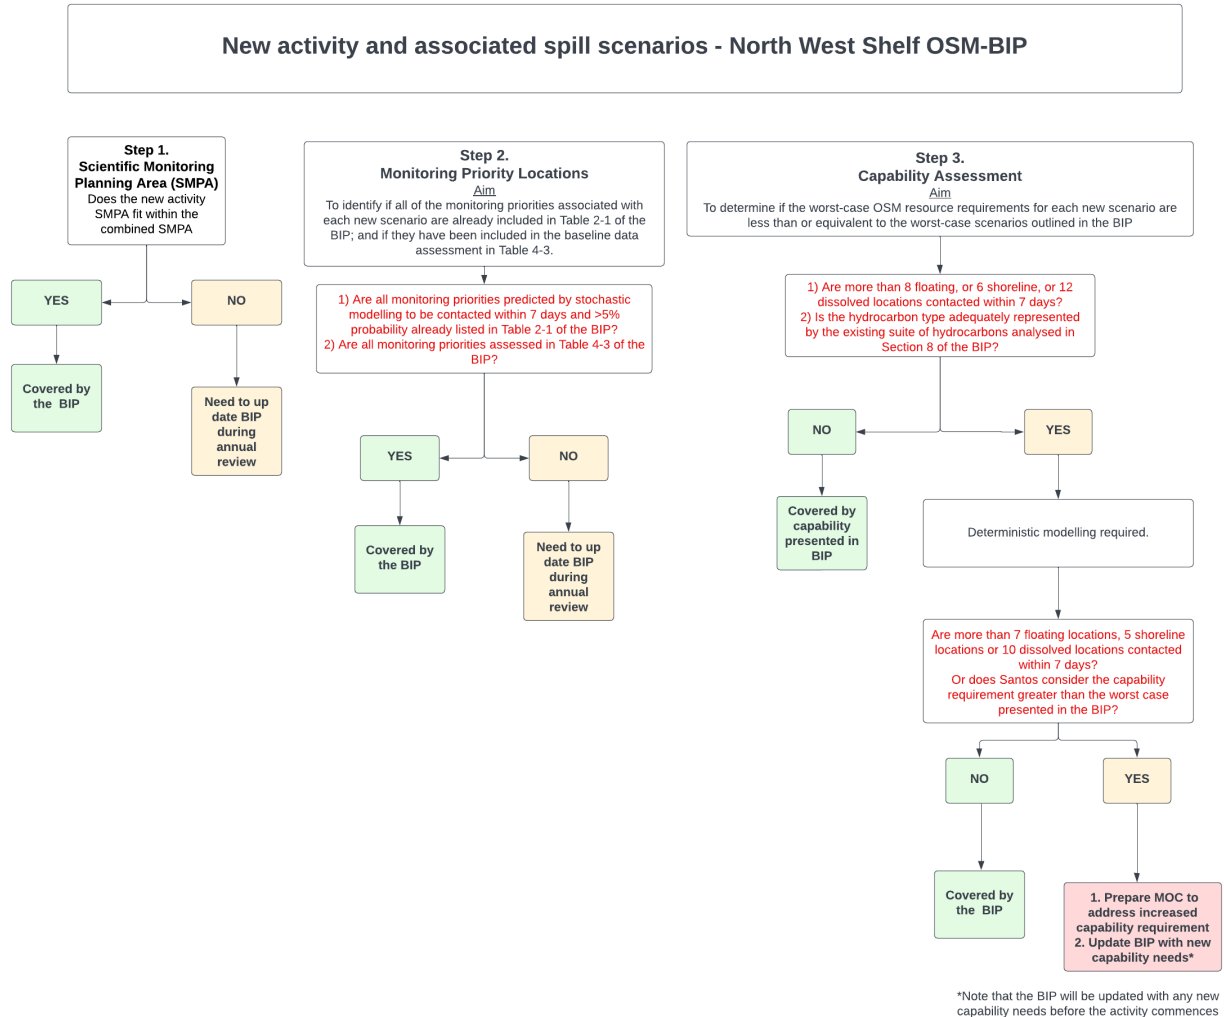 New activity and associated spill scenarios - North West Shelf OSM-BIP
Step 1.
Scientific Monitoring
Planning Area (SMPA)
Does the new activity
SMPA fit within the
combined SMPA
YES
NO
Covered by
the BIP
Need to up
date BIP
during
annual
review
Step 2.
Monitoring Priority Locations
Aim
To identify if all of the monitoring priorities associated with
each new scenario are already included in Table 2-1 of the
BIP; and if they have been included in the baseline data
assessment in Table 4-3.
1) Are all monitoring priorities predicted by stochastic
modelling to be contacted within 7 days and >5%
probability already listed in Table 2-1 of the BIP?
2) Are all monitoring priorities assessed in Table 4-3 of the
BIP?
YES
NO
Covered by
the BIP
Need to up
date BIP
during
annual
review
Step 3.
Capability Assessment
Aim
To determine if the worst-case OSM resource requirements for each new scenario are
less than or equivalent to the worst-case scenarios outlined in the BIP
1) Are more than 8 floating, or 6 shoreline, or 12
dissolved locations contacted within 7 days?
2) Is the hydrocarbon type adequately represented
by the existing suite of hydrocarbons analysed in
Section 8 of the BIP?
NO
YES
Covered by
capability
presented in
BIP
Deterministic modelling required.
Are more than 7 floating locations, 5 shoreline
locations or 10 dissolved locations contacted
within 7 days?
Or does Santos consider the capability
requirement greater than the worst case
presented in the BIP?
NO
YES
Covered by
the BIP
1. Prepare MOC to
address increased
capability requirement
2. Update BIP with new
capability needs*
*Note that the BIP will be updated with any new
capability needs before the activity commences